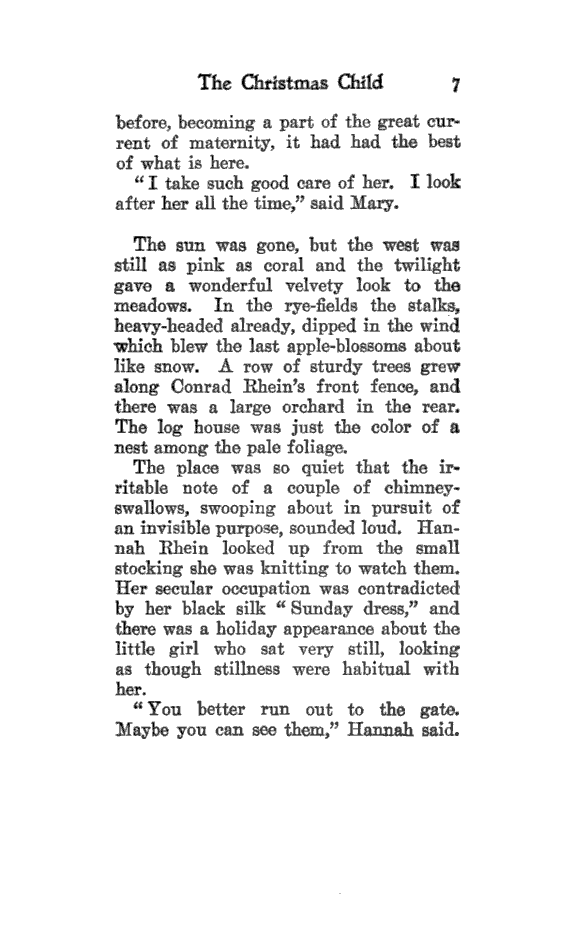 The Christmas Child 7
before, becoming a part of the great cur-
rent of maternity, it had had the best
of what is here.
“I take such good care of her. I look
after her all the time,” said Mary.
The sun was gone, but the west was
still as pink as coral and the twilight
gave a wonderful velvety look to the
meadows. In the rye-fields the stalks,
heavy-headed already, dipped in the wind
which blew the last apple-blossoms about
like snow. A row of sturdy trees grew
along Conrad Rhein’s front fence, and
there was a large orchard in the rear.
The log house was just the color of a
nest among the pale foliage.
The place was so quiet that the ir-
ritable note of a couple of chimney-
swallows, swooping about in pursuit of
an invisible purpose, sounded loud. Han-
nah Rhein looked up from the small
stocking she was knitting to watch them.
Her secular occupation was contradicted
by her black silk “Sunday dress,” and
there was a holiday appearance about the
little girl who sat very still, looking
as though stillness were habitual with
her.
“You better run out to the gate.
Maybe you can see them,” Hannah said.